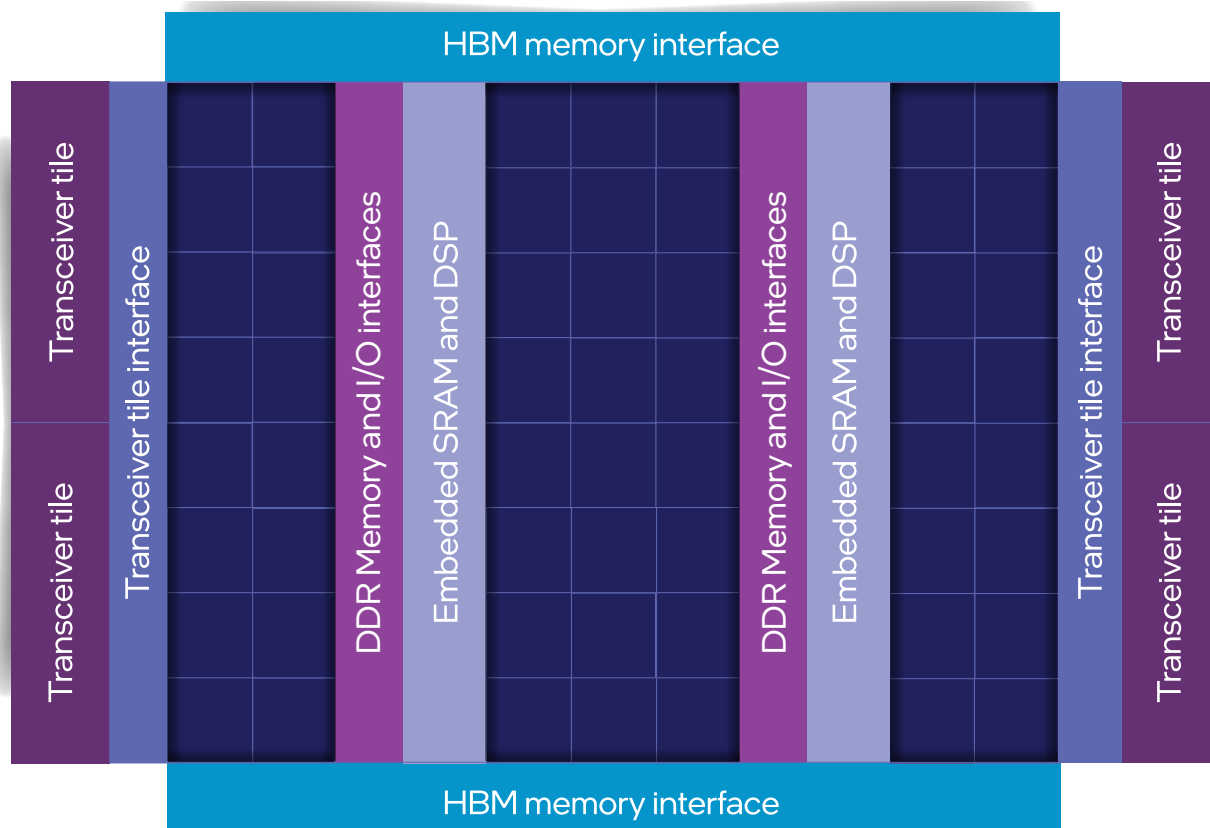 HBM memory interface
Transceiver tile
Transceiver tile
Transceiver tile interface
DDR Memory and I/O interfaces
Embedded SRAM and DSP
DDR Memory and I/O interfaces
Embedded SRAM and DSP
Transceiver tile interface
Transceiver tile
Transceiver tile
HBM memory interface